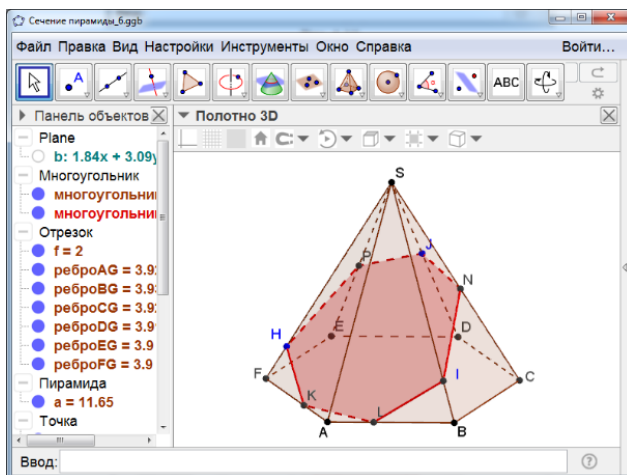 Сечение пирамиды_6.ggb
Файл Правка Вид Настройки Инструменты Окно Справка Войти...
A
ABC
Панель объектов
Полотно 3D
Plane
b: 1.84x + 3.09y
Многоугольник
многоугольни
многоугольни
Отрезок
f = 2
реброAG = 3.9
реброBG = 3.9
реброCG = 3.9
реброDG = 3.9
реброEG = 3.9
реброFG = 3.9
Пирамида
a = 11.65
Точка
S
P
J
N
H
E
D
F
K
I
C
A
L
B
Ввод: